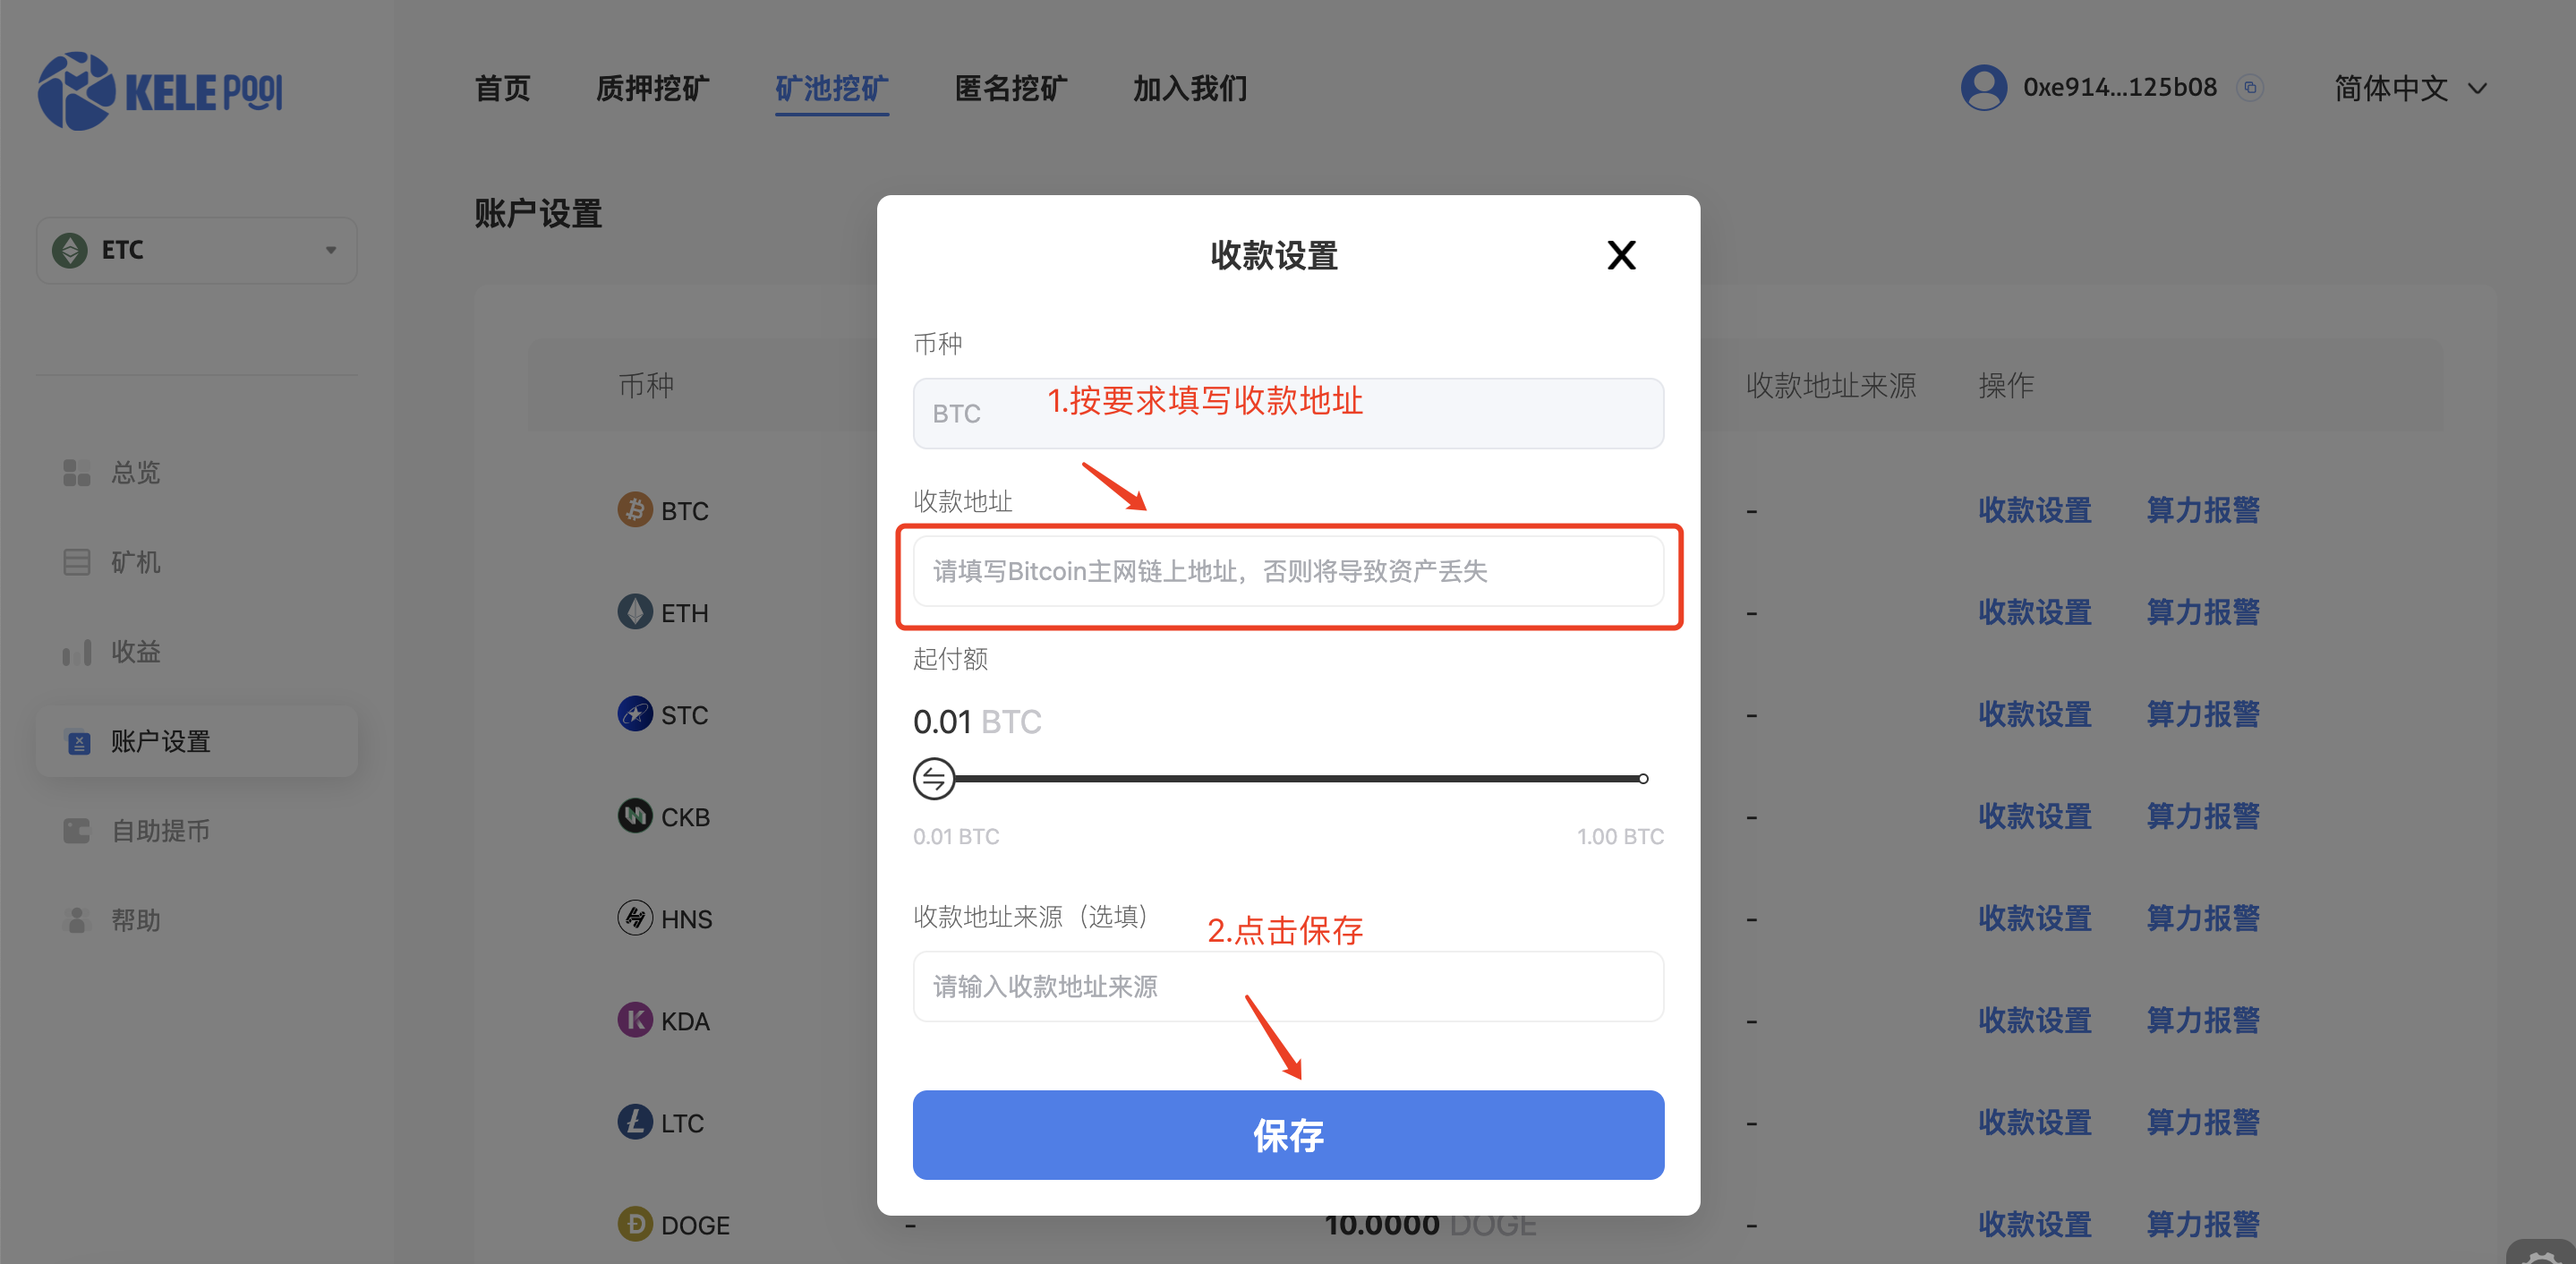 KELE POOL
首页 质押挖矿 矿池挖矿 匿名挖矿 加入我们
0xe914...125b08
简体中文
ETC
总览
矿机
收益
账户设置
自助提币
帮助
账户设置
币种 收款地址来源 操作
BTC - 收款设置 算力报警
ETH - 收款设置 算力报警
STC - 收款设置 算力报警
CKB - 收款设置 算力报警
HNS - 收款设置 算力报警
KDA - 收款设置 算力报警
LTC - 收款设置 算力报警
DOGE - 10.0000 DOGE - 收款设置 算力报警
收款设置
X
币种
BTC
1.按要求填写收款地址
收款地址
请填写Bitcoin主网链上地址，否则将导致资产丢失
起付额
0.01 BTC
0.01 BTC 1.00 BTC
收款地址来源（选填）
2.点击保存
请输入收款地址来源
保存